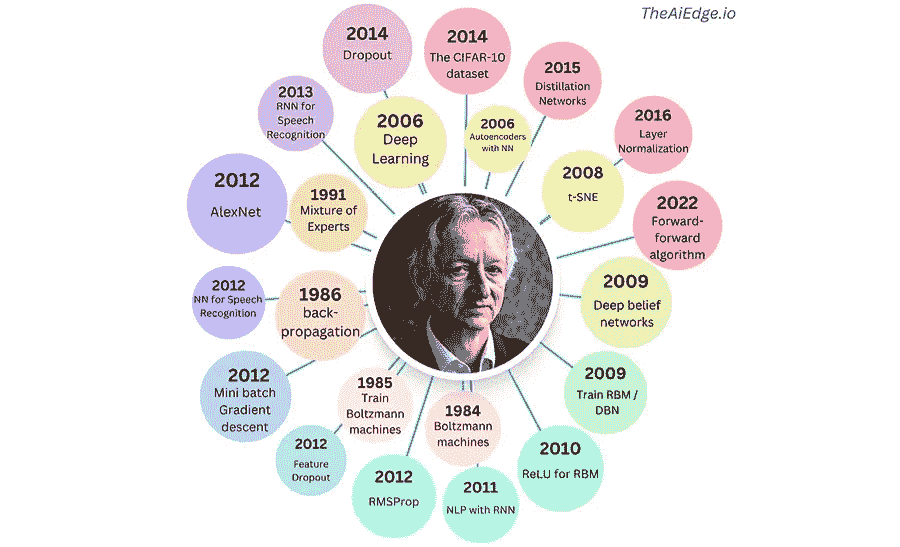 TheAiEdge.io
2014
Dropout
2014
The CIFAR-10
dataset
2015
Distillation
Networks
2013
RNN for
Speech
Recognition
2006
Deep
Learning
2006
Autoencoders
with NN
2016
Layer
Normalization
2012
AlexNet
1991
Mixture of
Experts
2008
t-SNE
2022
Forward-
forward
algorithm
2012
NN for Speech
Recognition
1986
back-
propagation
2009
Deep belief
networks
2012
Mini batch
Gradient
descent
1985
Train
Boltzmann
machines
1984
Boltzmann
machines
2009
Train RBM /
DBN
2012
Feature
Dropout
2012
RMSProp
2011
NLP with RNN
2010
ReLU for RBM